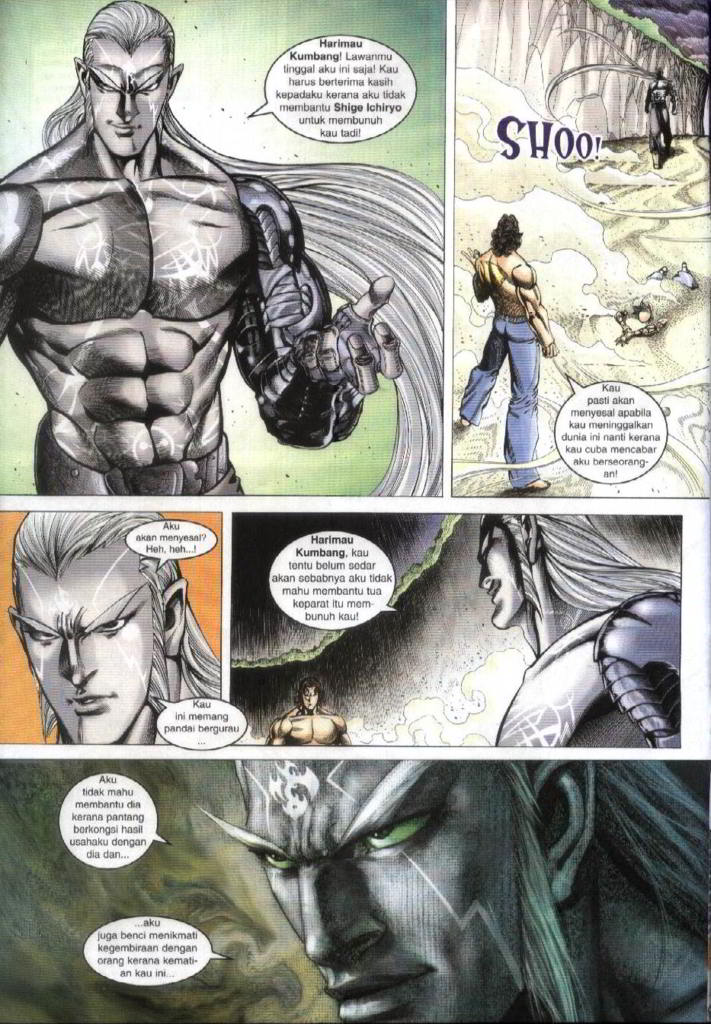 Harimau
Kumbang! Lawanmu
tinggal aku ini saja! Kau
harus berterima kasih
kepadaku kerana aku tidak
membantu Shige Ichiryo
untuk membunuh
kau tadi!
SHOO!
Kau
pasti akan
menyesal apabila
kau meninggalkan
dunia ini nanti kerana
kau cuba mencabar
aku berseorang-
an!
Aku
akan menyesal?
Heh, heh...!
Kau
ini memang
pandai bergurau
...
Harimau
Kumbang, kau
tentu belum sedar
akan sebabnya aku tidak
mahu membantu tua
keparat itu mem-
bunuh kau!
Aku
tidak mahu
membantu dia
kerana pantang
berkongsi hasil
usahaku dengan
dia dan...
...aku
juga benci menikmati
kegembiraan dengan
orang kerana kemati-
an kau ini...